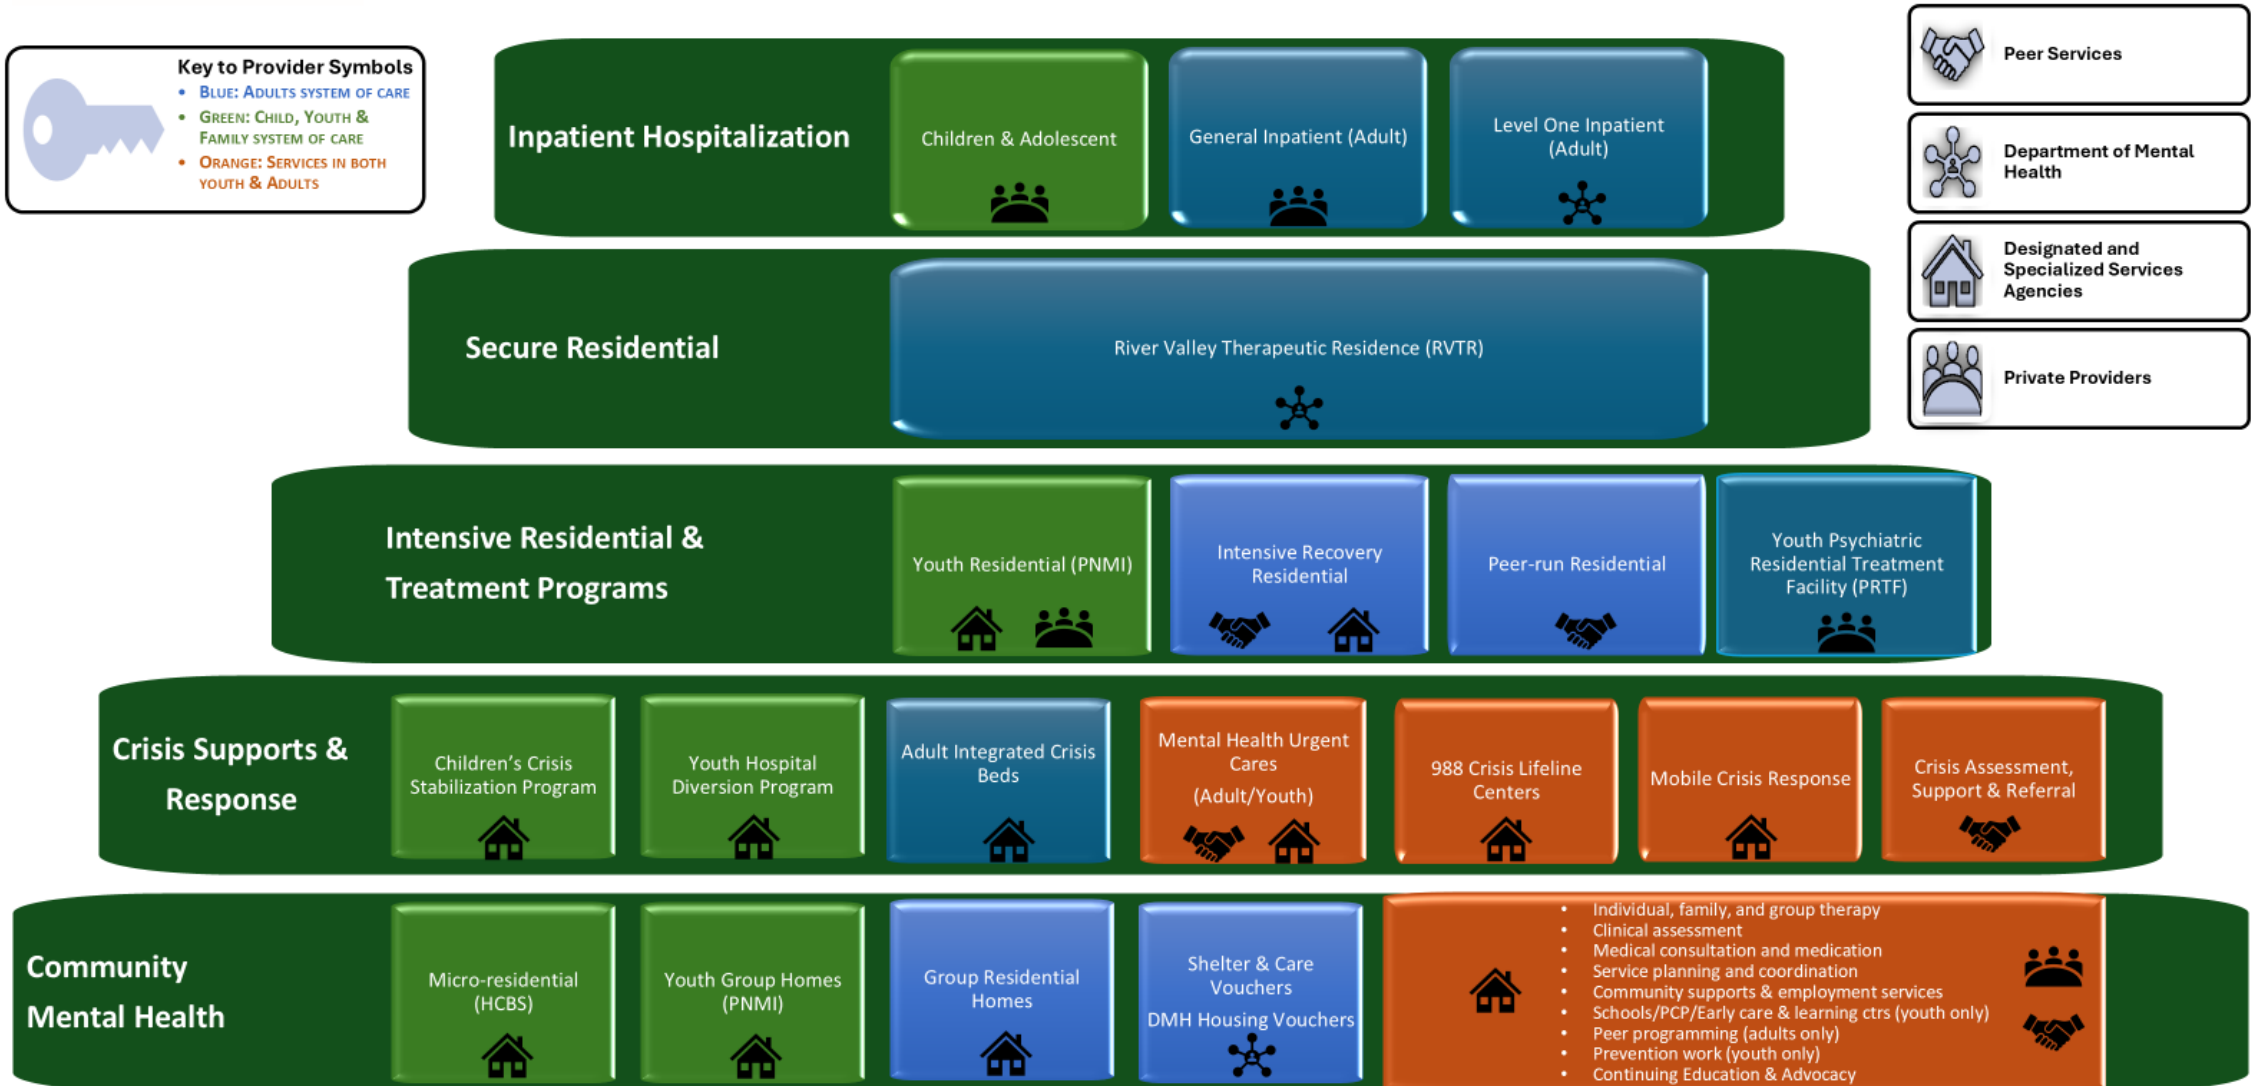 Key to Provider Symbols
• Blue: Adults system of care
• Green: Child, Youth &
Family system of care
• Orange: Services in both
youth & Adults
Inpatient Hospitalization
Children & Adolescent
General Inpatient (Adult)
Level One Inpatient
(Adult)
Peer Services
Department of Mental
Health
Designated and
Specialized Services
Agencies
Private Providers
Secure Residential
River Valley Therapeutic Residence (RVTR)
Intensive Residential &
Treatment Programs
Youth Residential (PNMI)
Intensive Recovery
Residential
Peer-run Residential
Youth Psychiatric
Residential Treatment
Facility (PRTF)
Crisis Supports &
Response
Children's Crisis
Stabilization Program
Youth Hospital
Diversion Program
Adult Integrated Crisis
Beds
Mental Health Urgent
Cares
(Adult/Youth)
988 Crisis Lifeline
Centers
Mobile Crisis Response
Crisis Assessment,
Support & Referral
Community
Mental Health
Micro-residential
(HCBS)
Youth Group Homes
(PNMI)
Group Residential
Homes
Shelter & Care
Vouchers
DMH Housing Vouchers
• Individual, family, and group therapy
• Clinical assessment
• Medical consultation and medication
• Service planning and coordination
• Community supports & employment services
• Schools/PCP/Early care & learning ctrs (youth only)
• Peer programming (adults only)
• Prevention work (youth only)
• Continuing Education & Advocacy